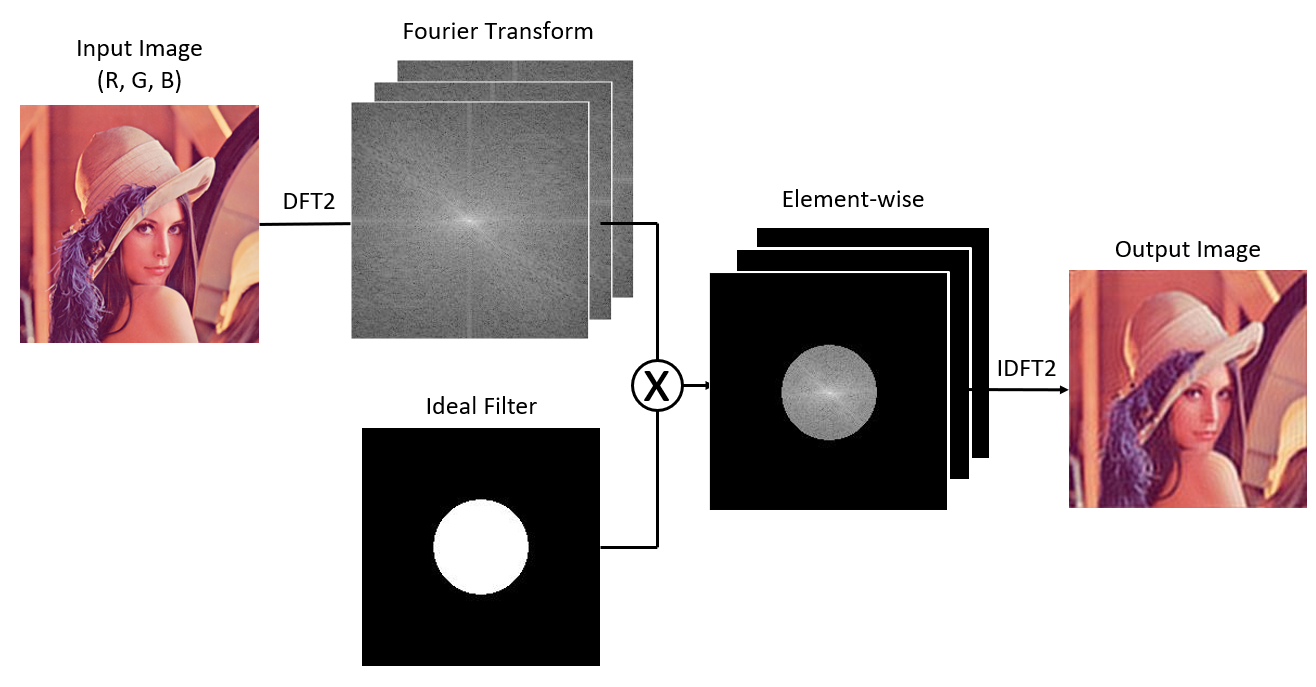 Input Image
(R, G, B)
Fourier Transform
DFT2
Ideal Filter
X
Element-wise
IDFT2
Output Image